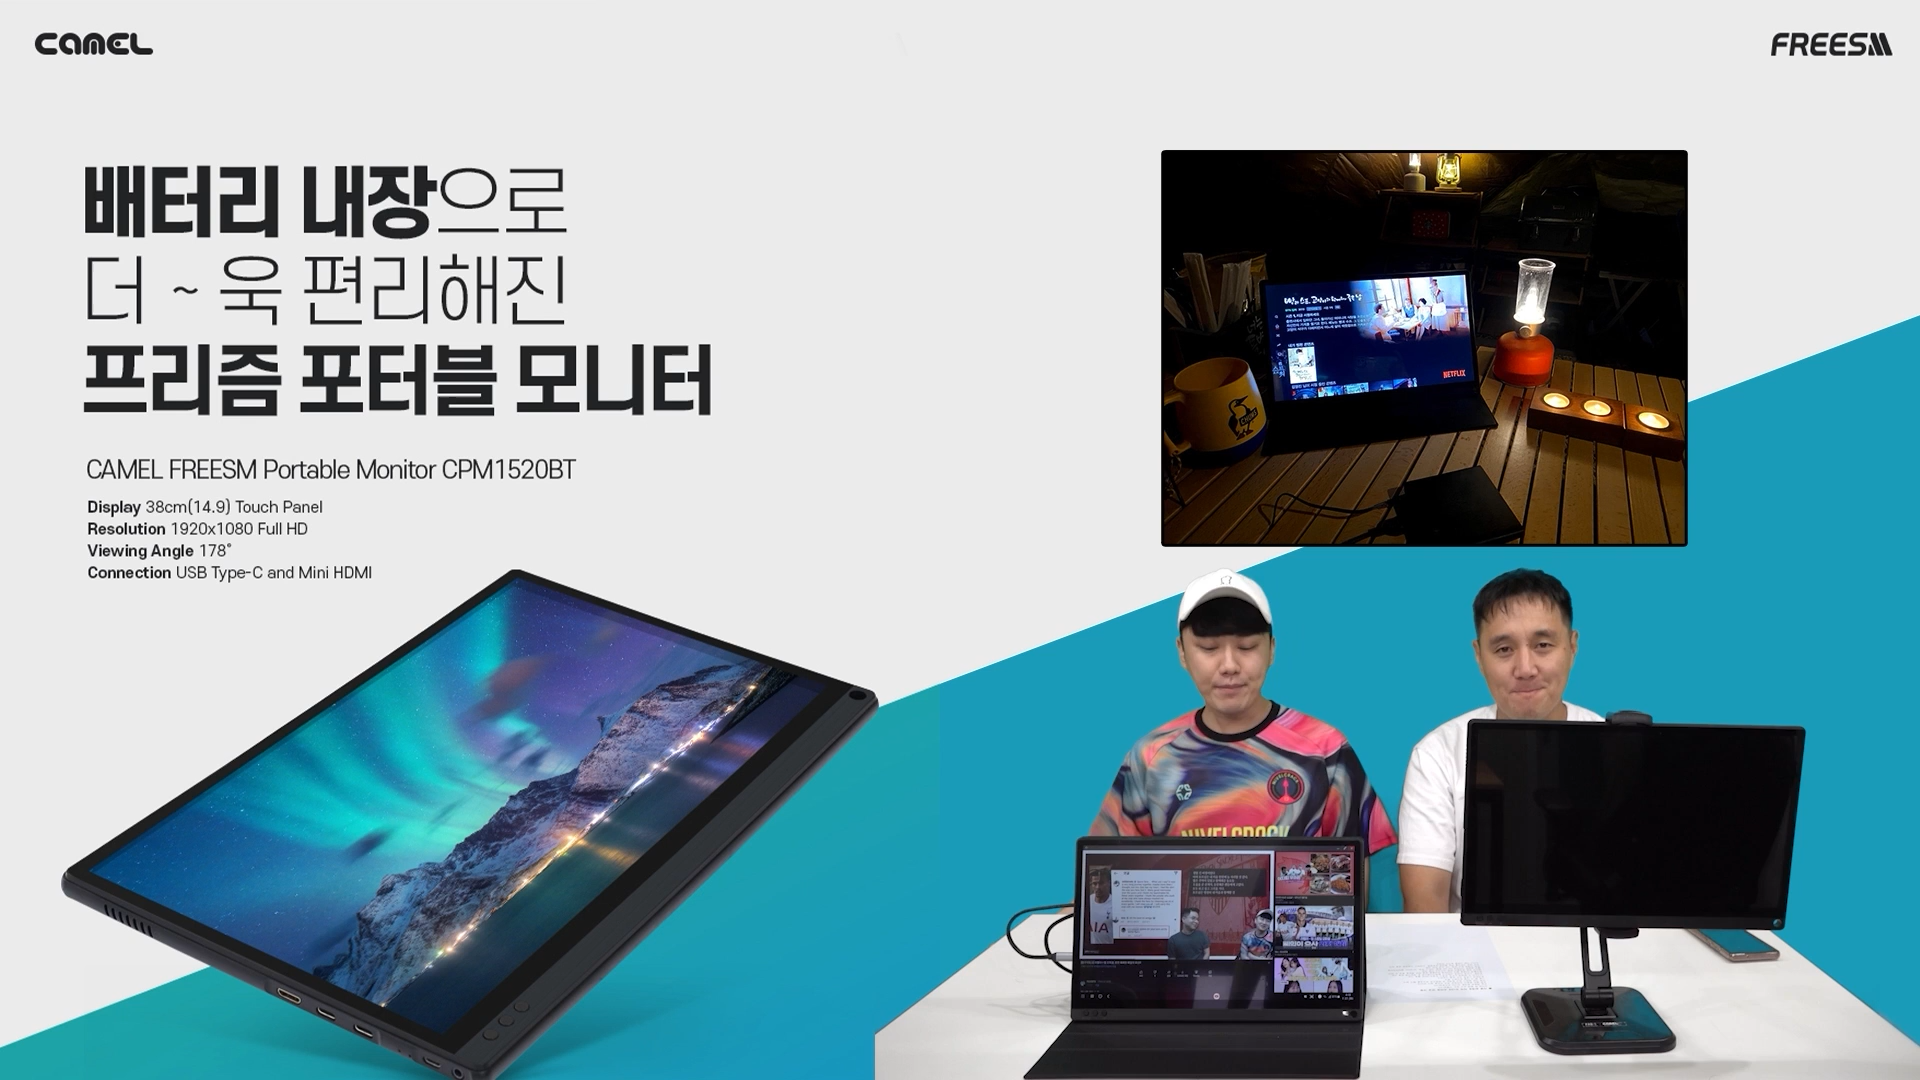 CAMEL
FREESM
배터리 내장으로
더 ~ 욱 편리해진
프리즘 포터블 모니터
CAMEL FREESM Portable Monitor CPM1520BT
Display 38cm(14.9) Touch Panel
Resolution 1920x1080 Full HD
Viewing Angle 178°
Connection USB Type-C and Mini HDMI
NETFLIX
NIVELCRACK
CAMEL